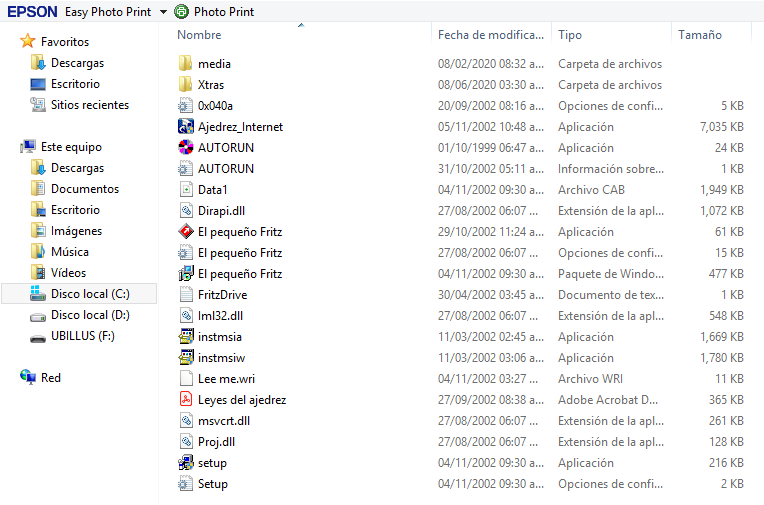 EPSON Easy Photo Print Photo Print
Nombre Fecha de modifica... Tipo Tamaño
Favoritos
Descargas
Escritorio
Sitios recientes
Este equipo
Descargas
Documentos
Escritorio
Imágenes
Música
Vídeos
Disco local (C:)
Disco local (D:)
UBILLUS (F:)
Red
media 08/02/2020 08:32 a... Carpeta de archivos
Xtras 08/06/2020 03:30 a... Carpeta de archivos
0x040a 20/09/2002 08:16 a... Opciones de confi... 5 KB
Ajedrez_Internet 05/11/2002 10:48 a... Aplicación 7,035 KB
AUTORUN 01/10/1999 06:47 a... Aplicación 24 KB
AUTORUN 31/10/2002 05:11 a... Información sobre... 1 KB
Data1 04/11/2002 09:30 a... Archivo CAB 1,949 KB
Dirapi.dll 27/08/2002 06:07 ... Extensión de la apl... 1,072 KB
El pequeño Fritz 29/10/2002 11:24 a... Aplicación 61 KB
El pequeño Fritz 27/08/2002 06:07 ... Opciones de confi... 15 KB
El pequeño Fritz 04/11/2002 09:30 a... Paquete de Windo... 477 KB
FritzDrive 30/04/2002 03:45 a... Documento de tex... 1 KB
Iml32.dll 27/08/2002 06:07 ... Extensión de la apl... 548 KB
instmsia 11/03/2002 02:45 a... Aplicación 1,669 KB
instmsiw 11/03/2002 03:06 a... Aplicación 1,780 KB
Lee me.wri 04/11/2002 03:27 ... Archivo WRI 11 KB
Leyes del ajedrez 27/09/2002 08:38 a... Adobe Acrobat D... 365 KB
msvcrt.dll 27/08/2002 06:07 ... Extensión de la apl... 261 KB
Proj.dll 27/08/2002 06:07 ... Extensión de la apl... 128 KB
setup 04/11/2002 09:30 a... Aplicación 216 KB
Setup 04/11/2002 09:30 a... Opciones de confi... 2 KB